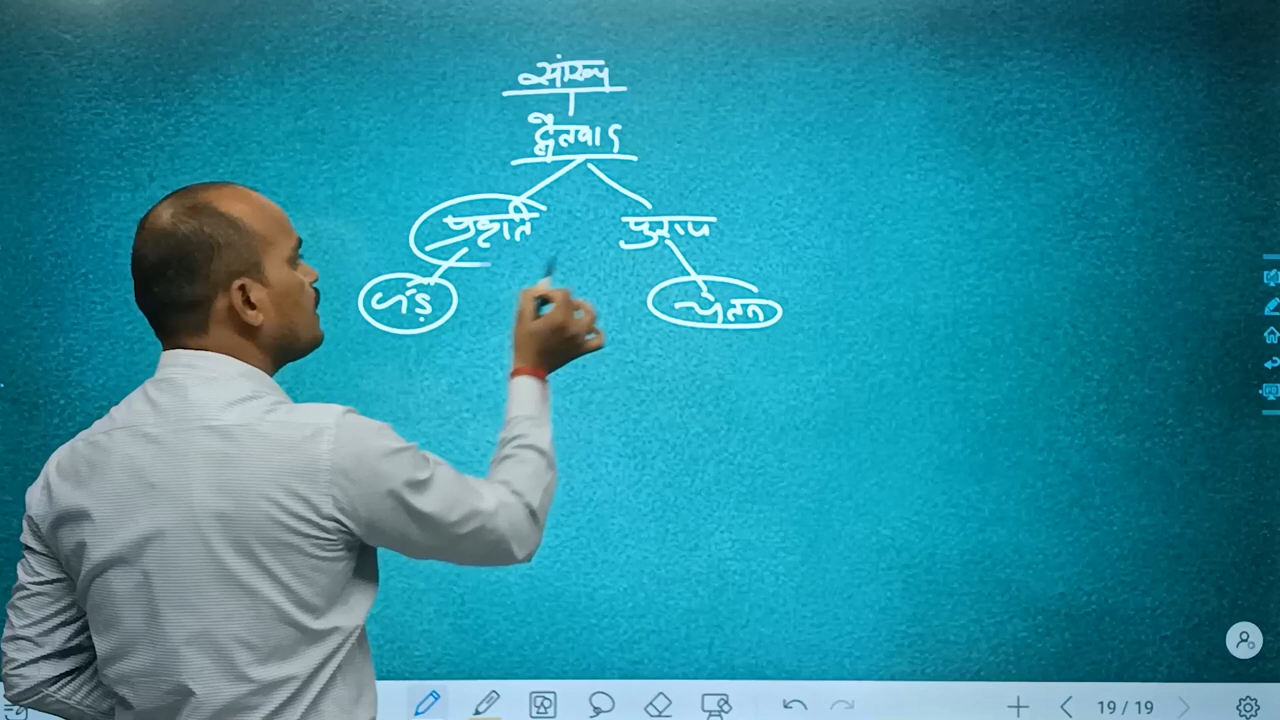 सांख्य
द्वैतवाद
प्रकृति पुरुष
जड़ चेतन
19 / 19